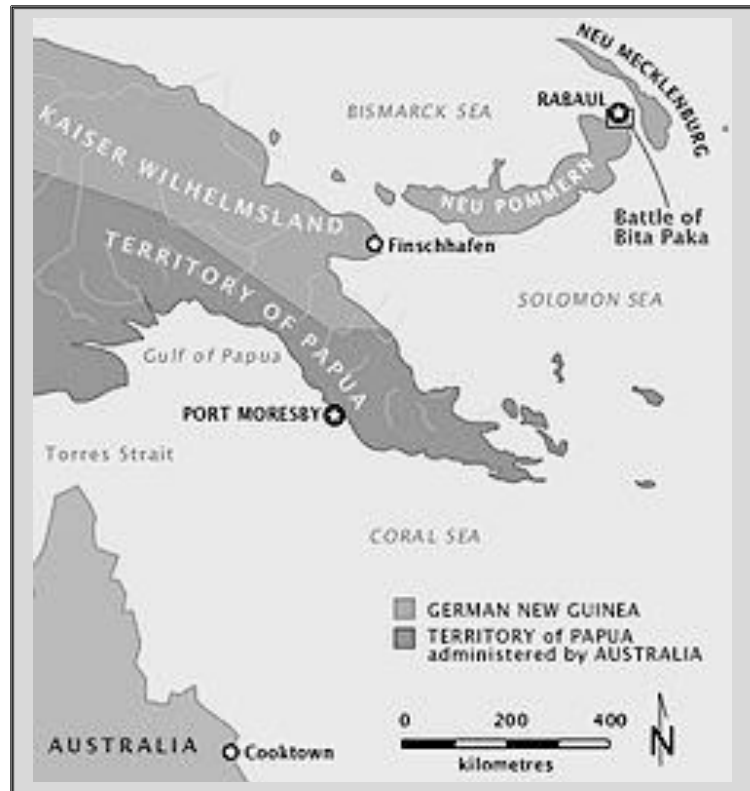 NEU MECKLENBURG
BISMARCK SEA
RABAUL
KAISER WILHELMSLAND
NEU POMMERN
Battle of
Bita Paka
Finschhafen
TERRITORY OF PAPUA
SOLOMON SEA
Gulf of Papua
PORT MORESBY
Torres Strait
CORAL SEA
GERMAN NEW GUINEA
TERRITORY of PAPUA
administered by AUSTRALIA
0 200 400
kilometres
N
AUSTRALIA
Cooktown